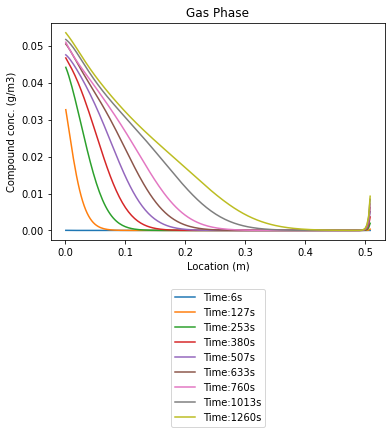 Gas Phase
Compound conc. (g/m3)
0.05
0.04
0.03
0.02
0.01
0.00
0.0 0.1 0.2 0.3 0.4 0.5
Location (m)
Time:6s
Time:127s
Time:253s
Time:380s
Time:507s
Time:633s
Time:760s
Time:1013s
Time:1260s